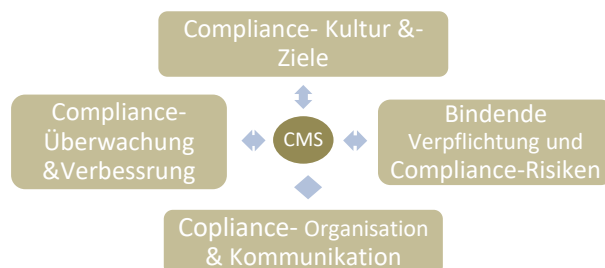 Compliance- Kultur &-
Ziele
Compliance-
Überwachung
&Verbessrung
CMS
Bindende
Verpflichtung und
Compliance-Risiken
Copliance- Organisation
& Kommunikation